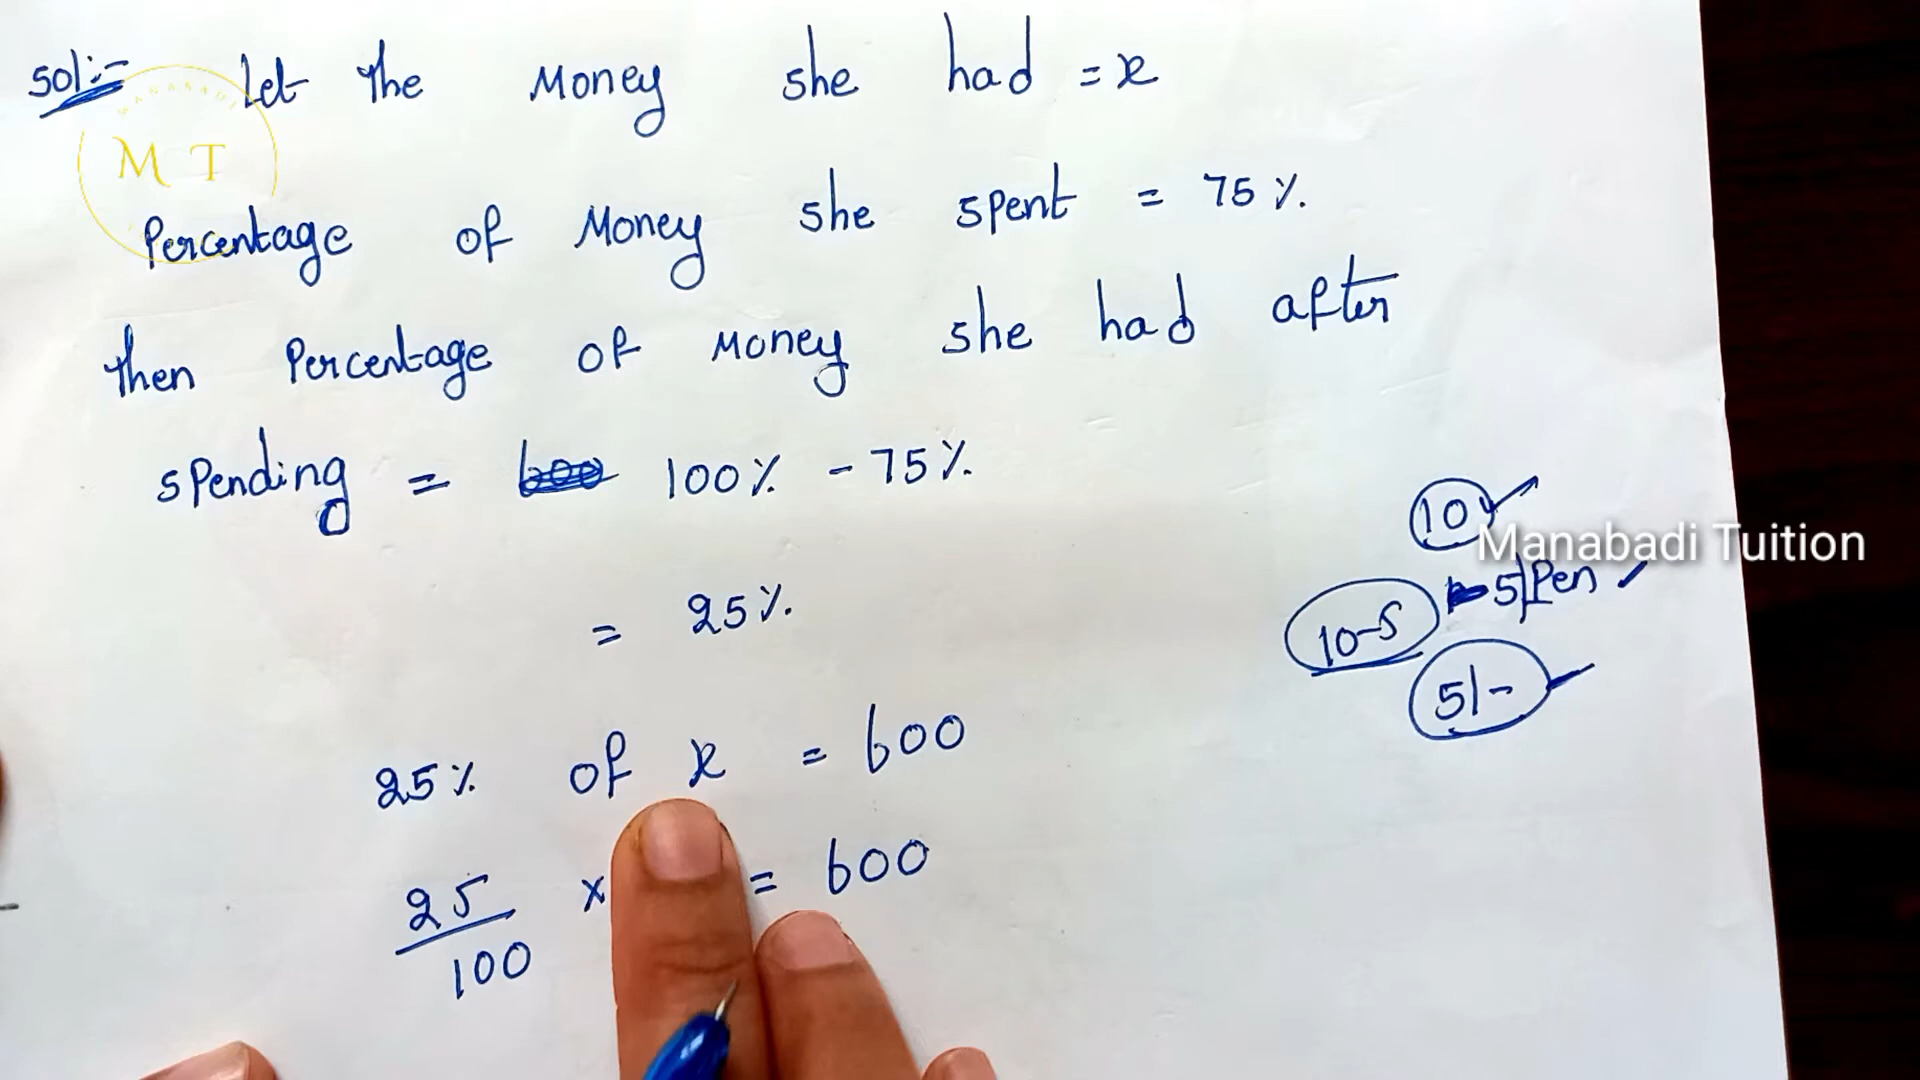 Sol:-
Let the Money she had = x
MANABADI
M T
Percentage of Money she spent = 75%.
then Percentage of Money she had after
spending = 100% - 75%.
= 25%.
10
Manabadi Tuition
5/Pen
10-5
5/-
25% of x = 600
25/100 × = 600